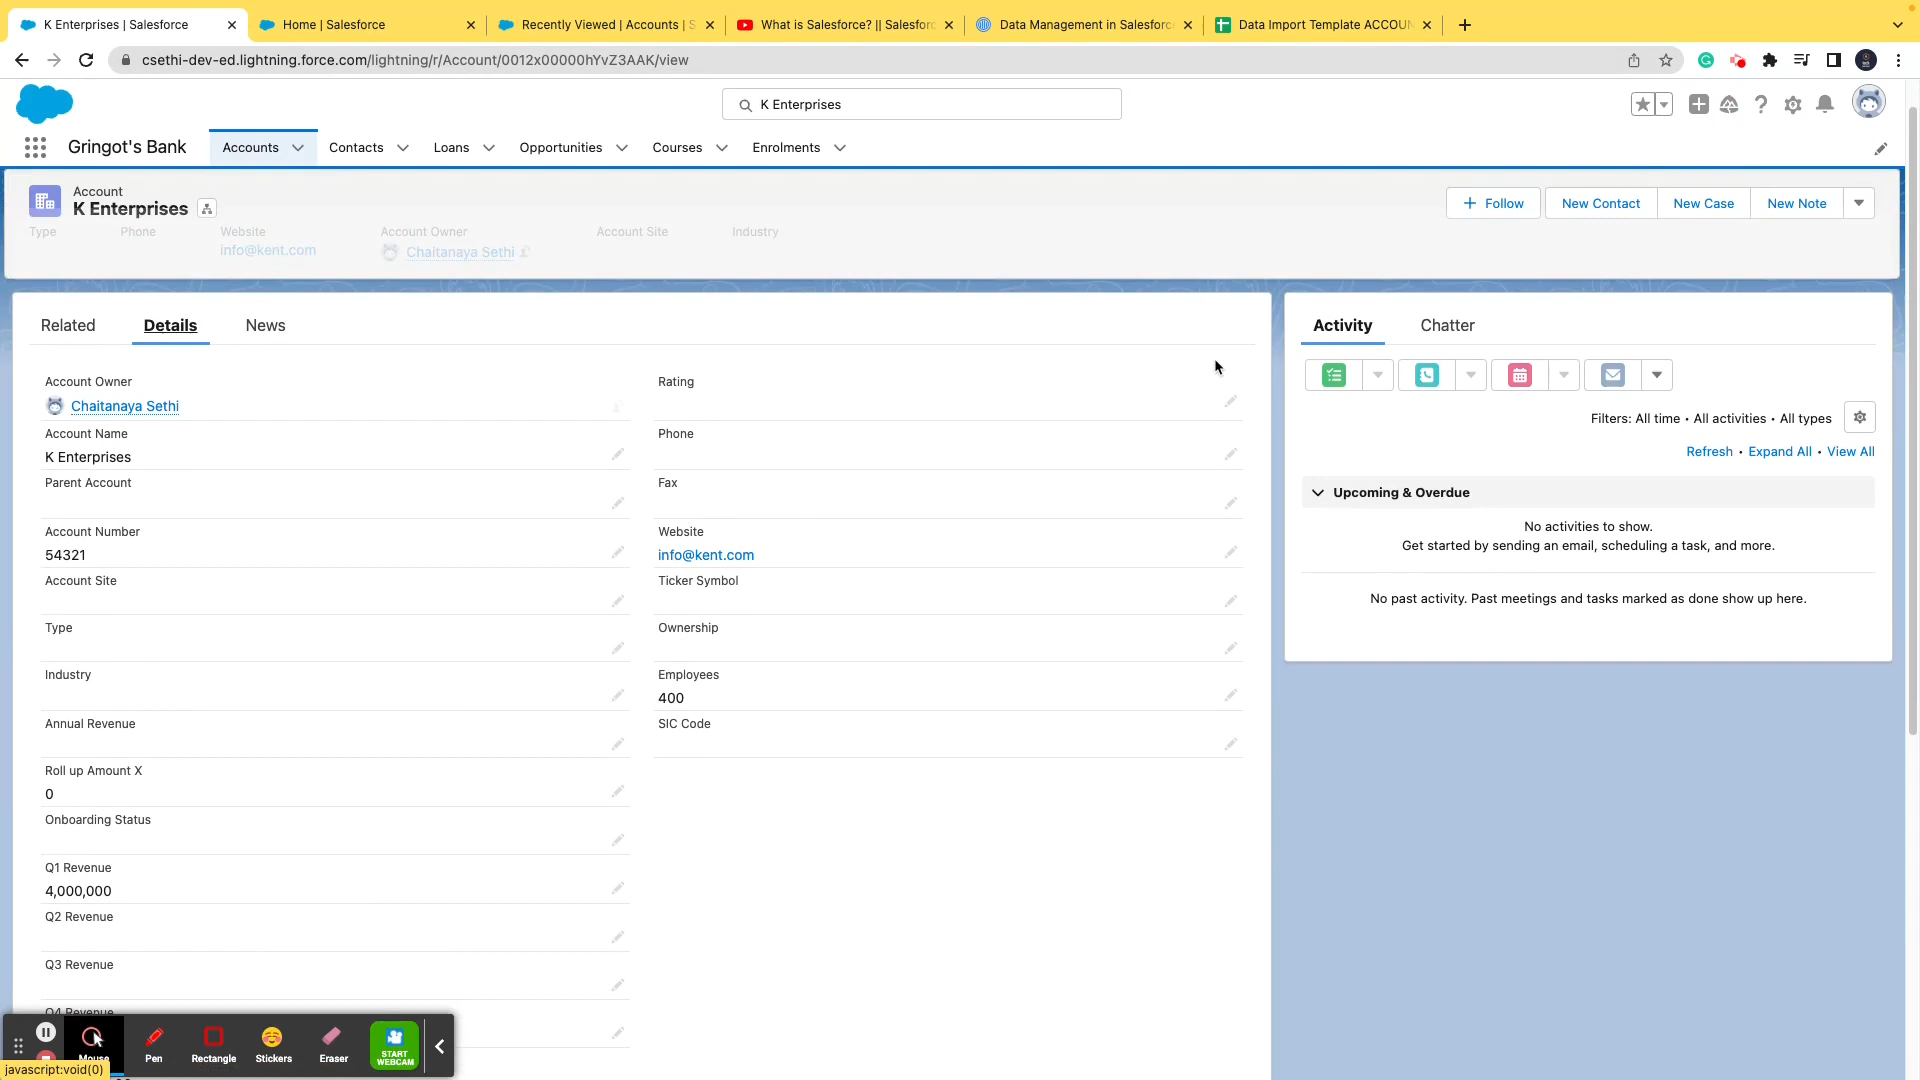 K Enterprises | Salesforce
Home | Salesforce
Recently Viewed | Accounts | S
What is Salesforce? || Salesforc
Data Management in Salesforc
Data Import Template ACCOUN
csethi-dev-ed.lightning.force.com/lightning/r/Account/0012x00000hYvZ3AAK/view
K Enterprises
Gringot's Bank
Accounts
Contacts
Loans
Opportunities
Courses
Enrolments
Account
K Enterprises
Follow
New Contact
New Case
New Note
Type
Phone
Website
Account Owner
Account Site
Industry
info@kent.com
Chaitanaya Sethi
Related
Details
News
Account Owner
Chaitanaya Sethi
Account Name
K Enterprises
Parent Account
Account Number
54321
Account Site
Type
Industry
Annual Revenue
Roll up Amount X
0
Onboarding Status
Q1 Revenue
4,000,000
Q2 Revenue
Q3 Revenue
Q4 Revenue
Rating
Phone
Fax
Website
info@kent.com
Ticker Symbol
Ownership
Employees
400
SIC Code
Activity
Chatter
Filters: All time • All activities • All types
Refresh • Expand All • View All
Upcoming & Overdue
No activities to show.
Get started by sending an email, scheduling a task, and more.
No past activity. Past meetings and tasks marked as done show up here.
Mouse
Pen
Rectangle
Stickers
Eraser
START
WEBCAM
javascript:void(0)